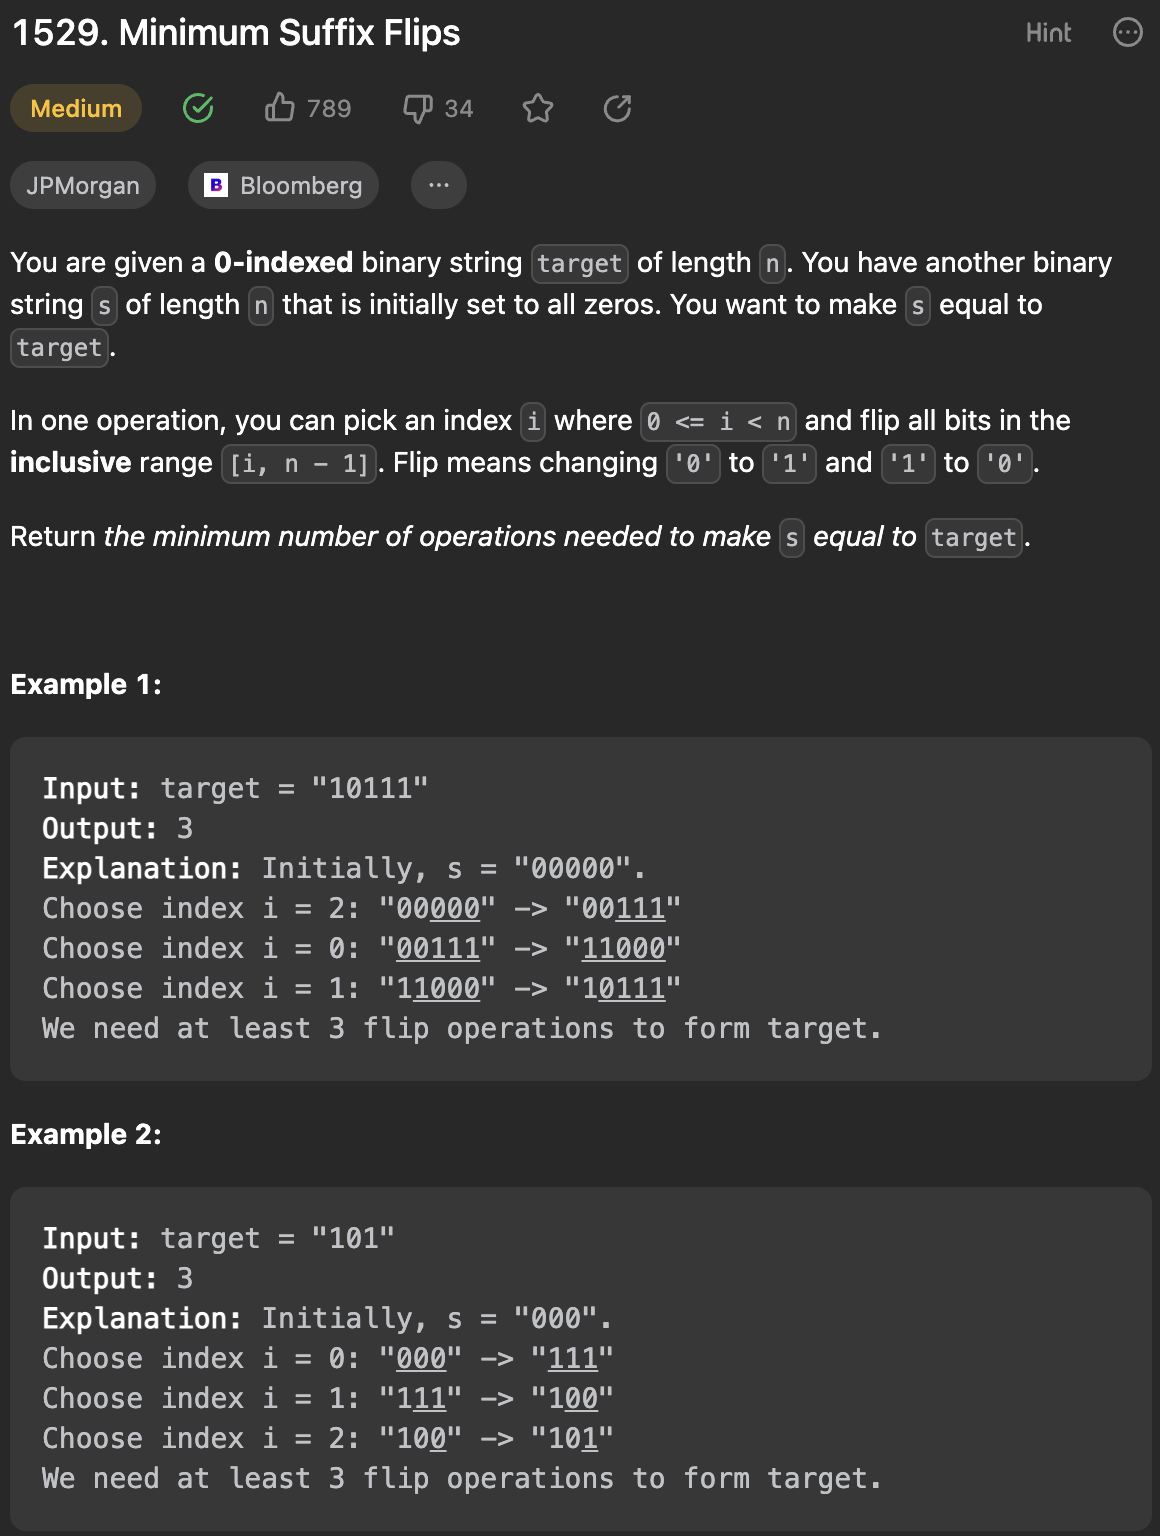 1529. Minimum Suffix Flips
Hint
Medium
789
34
JPMorgan
B Bloomberg
...
You are given a 0-indexed binary string target of length n. You have another binary
string s of length n that is initially set to all zeros. You want to make s equal to
target.
In one operation, you can pick an index i where 0 <= i < n and flip all bits in the
inclusive range [i, n - 1]. Flip means changing '0' to '1' and '1' to '0'.
Return the minimum number of operations needed to make s equal to target.
Example 1:
Input: target = "10111"
Output: 3
Explanation: Initially, s = "00000".
Choose index i = 2: "00000" -> "00111"
Choose index i = 0: "00111" -> "11000"
Choose index i = 1: "11000" -> "10111"
We need at least 3 flip operations to form target.
Example 2:
Input: target = "101"
Output: 3
Explanation: Initially, s = "000".
Choose index i = 0: "000" -> "111"
Choose index i = 1: "111" -> "100"
Choose index i = 2: "100" -> "101"
We need at least 3 flip operations to form target.